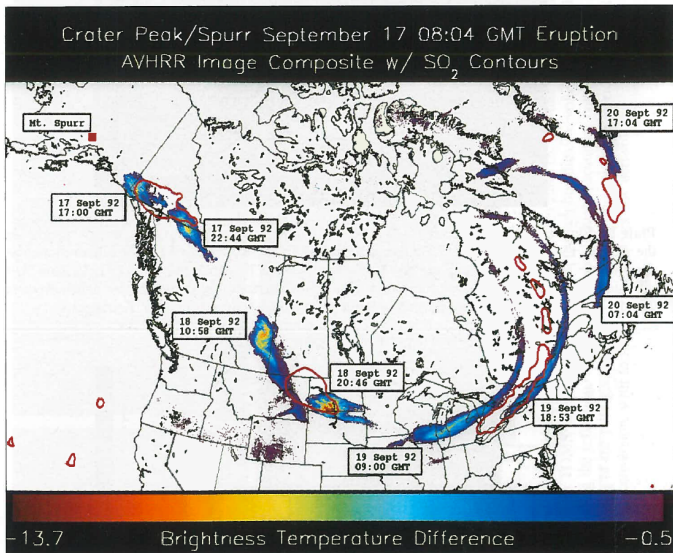 Crater Peak/Spurr September 17 08:04 GMT Eruption
AVHRR Image Composite w/ SO₂ Contours
Mt. Spurr
20 Sept 92
17:04 GMT
17 Sept 92
17:00 GMT
17 Sept 92
22:44 GMT
20 Sept 92
07:04 GMT
18 Sept 92
10:58 GMT
18 Sept 92
20:46 GMT
19 Sept 92
18:53 GMT
19 Sept 92
09:00 GMT
-13.7 Brightness Temperature Difference -0.5